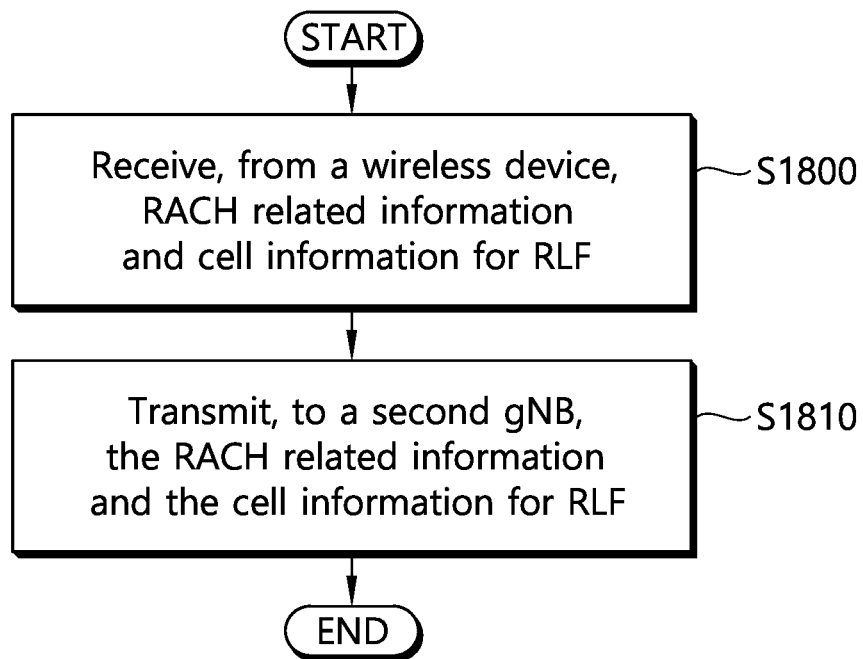 START
Receive, from a wireless device,
RACH related information
and cell information for RLF
S1800
Transmit, to a second gNB,
the RACH related information
and the cell information for RLF
S1810
END